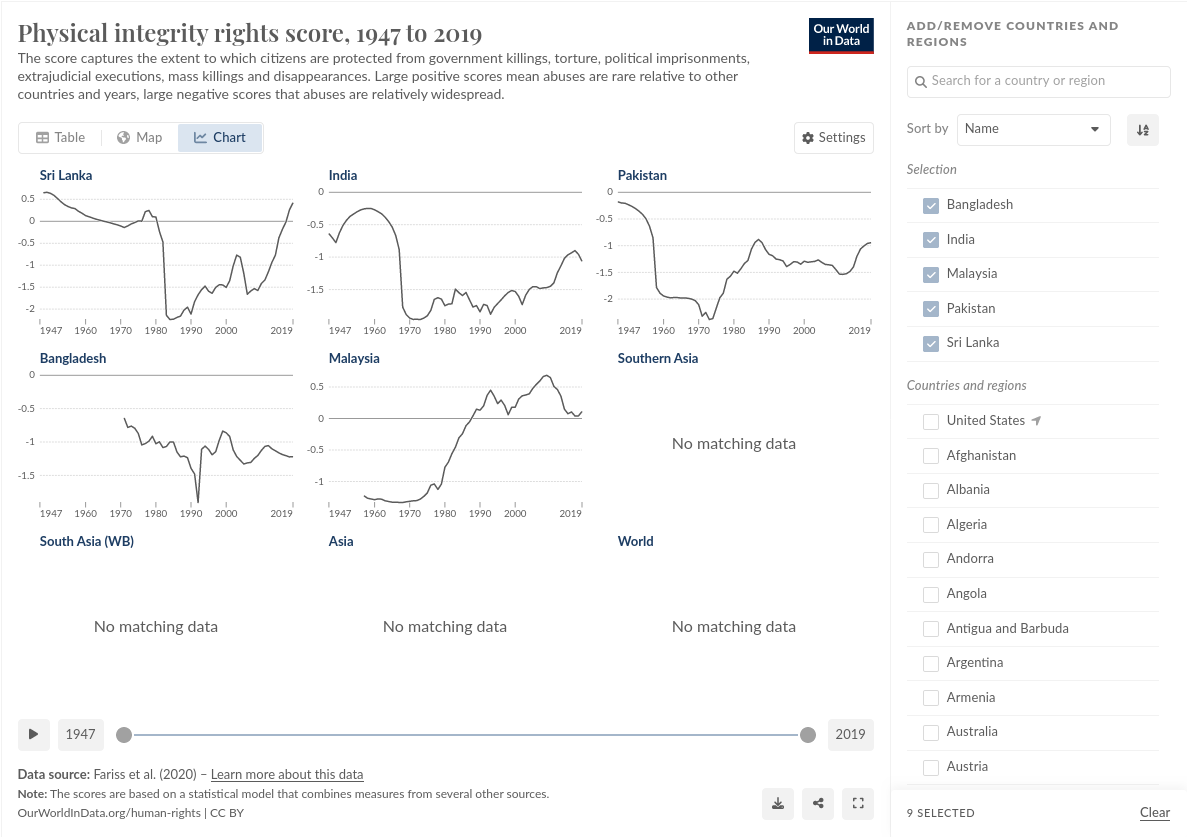 Physical integrity rights score, 1947 to 2019
The score captures the extent to which citizens are protected from government killings, torture, political imprisonments,
extrajudicial executions, mass killings and disappearances. Large positive scores mean abuses are rare relative to other
countries and years, large negative scores that abuses are relatively widespread.
Our World
in Data
Table Map Chart
Settings
Sri Lanka
0.5
0
-0.5
-1
-1.5
-2
1947 1960 1970 1980 1990 2000 2019
India
0
-0.5
-1
-1.5
1947 1960 1970 1980 1990 2000 2019
Pakistan
0
-0.5
-1
-1.5
-2
1947 1960 1970 1980 1990 2000 2019
Bangladesh
0
-0.5
-1
-1.5
1947 1960 1970 1980 1990 2000 2019
Malaysia
0.5
0
-0.5
-1
1947 1960 1970 1980 1990 2000 2019
Southern Asia
No matching data
South Asia (WB)
No matching data
Asia
No matching data
World
No matching data
1947
2019
Data source: Fariss et al. (2020) – Learn more about this data
Note: The scores are based on a statistical model that combines measures from several other sources.
OurWorldInData.org/human-rights | CC BY
ADD/REMOVE COUNTRIES AND
REGIONS
Search for a country or region
Sort by Name
Selection
Bangladesh
India
Malaysia
Pakistan
Sri Lanka
Countries and regions
United States
Afghanistan
Albania
Algeria
Andorra
Angola
Antigua and Barbuda
Argentina
Armenia
Australia
Austria
9 SELECTED
Clear